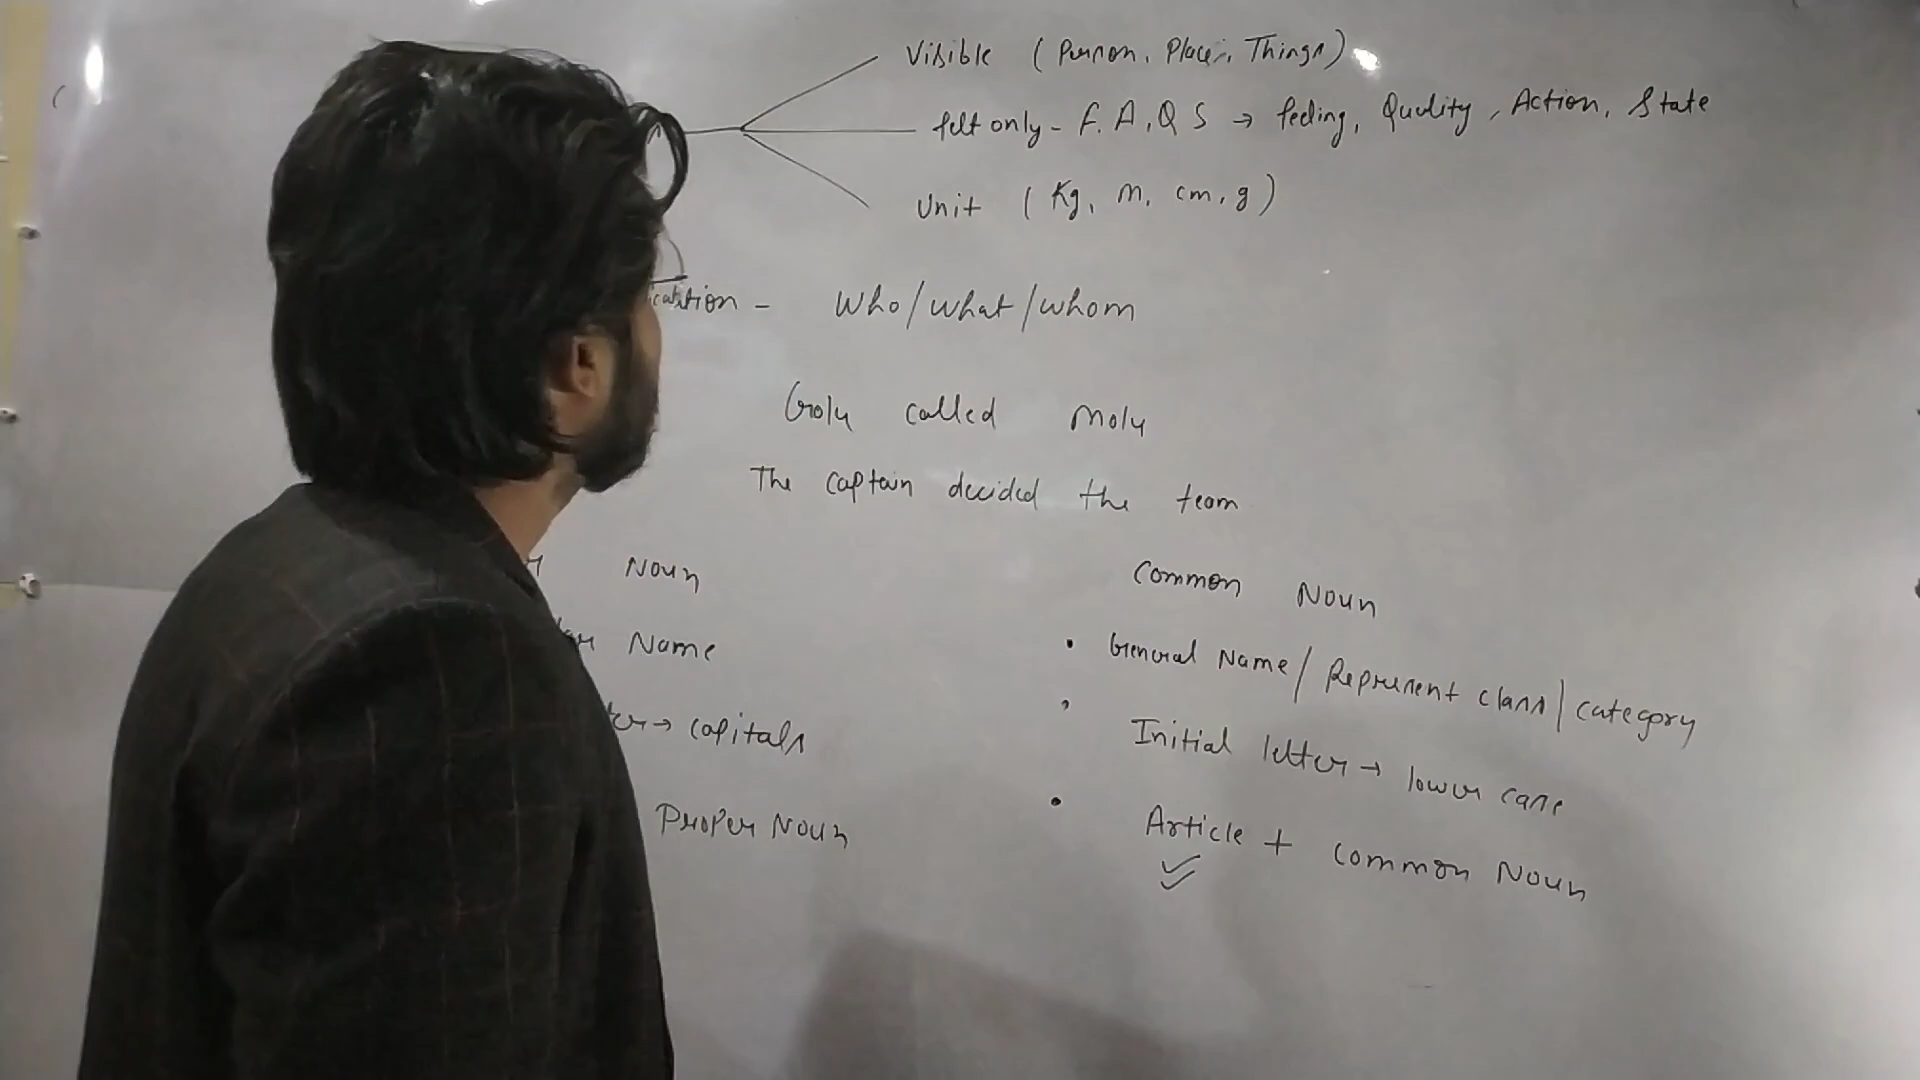 Visible (Person, Place, Things)
felt only - F. A, Q S → feeling, Quality, Action, State
Unit (Kg, m, cm, g)
ication - Who/what/whom
Golu called Molu
The captain decided the team
Noun
Common Noun
Name
• General Name/Represent class/category
→ capitals
Initial letter → lower case
Proper Noun
• Article + common Noun